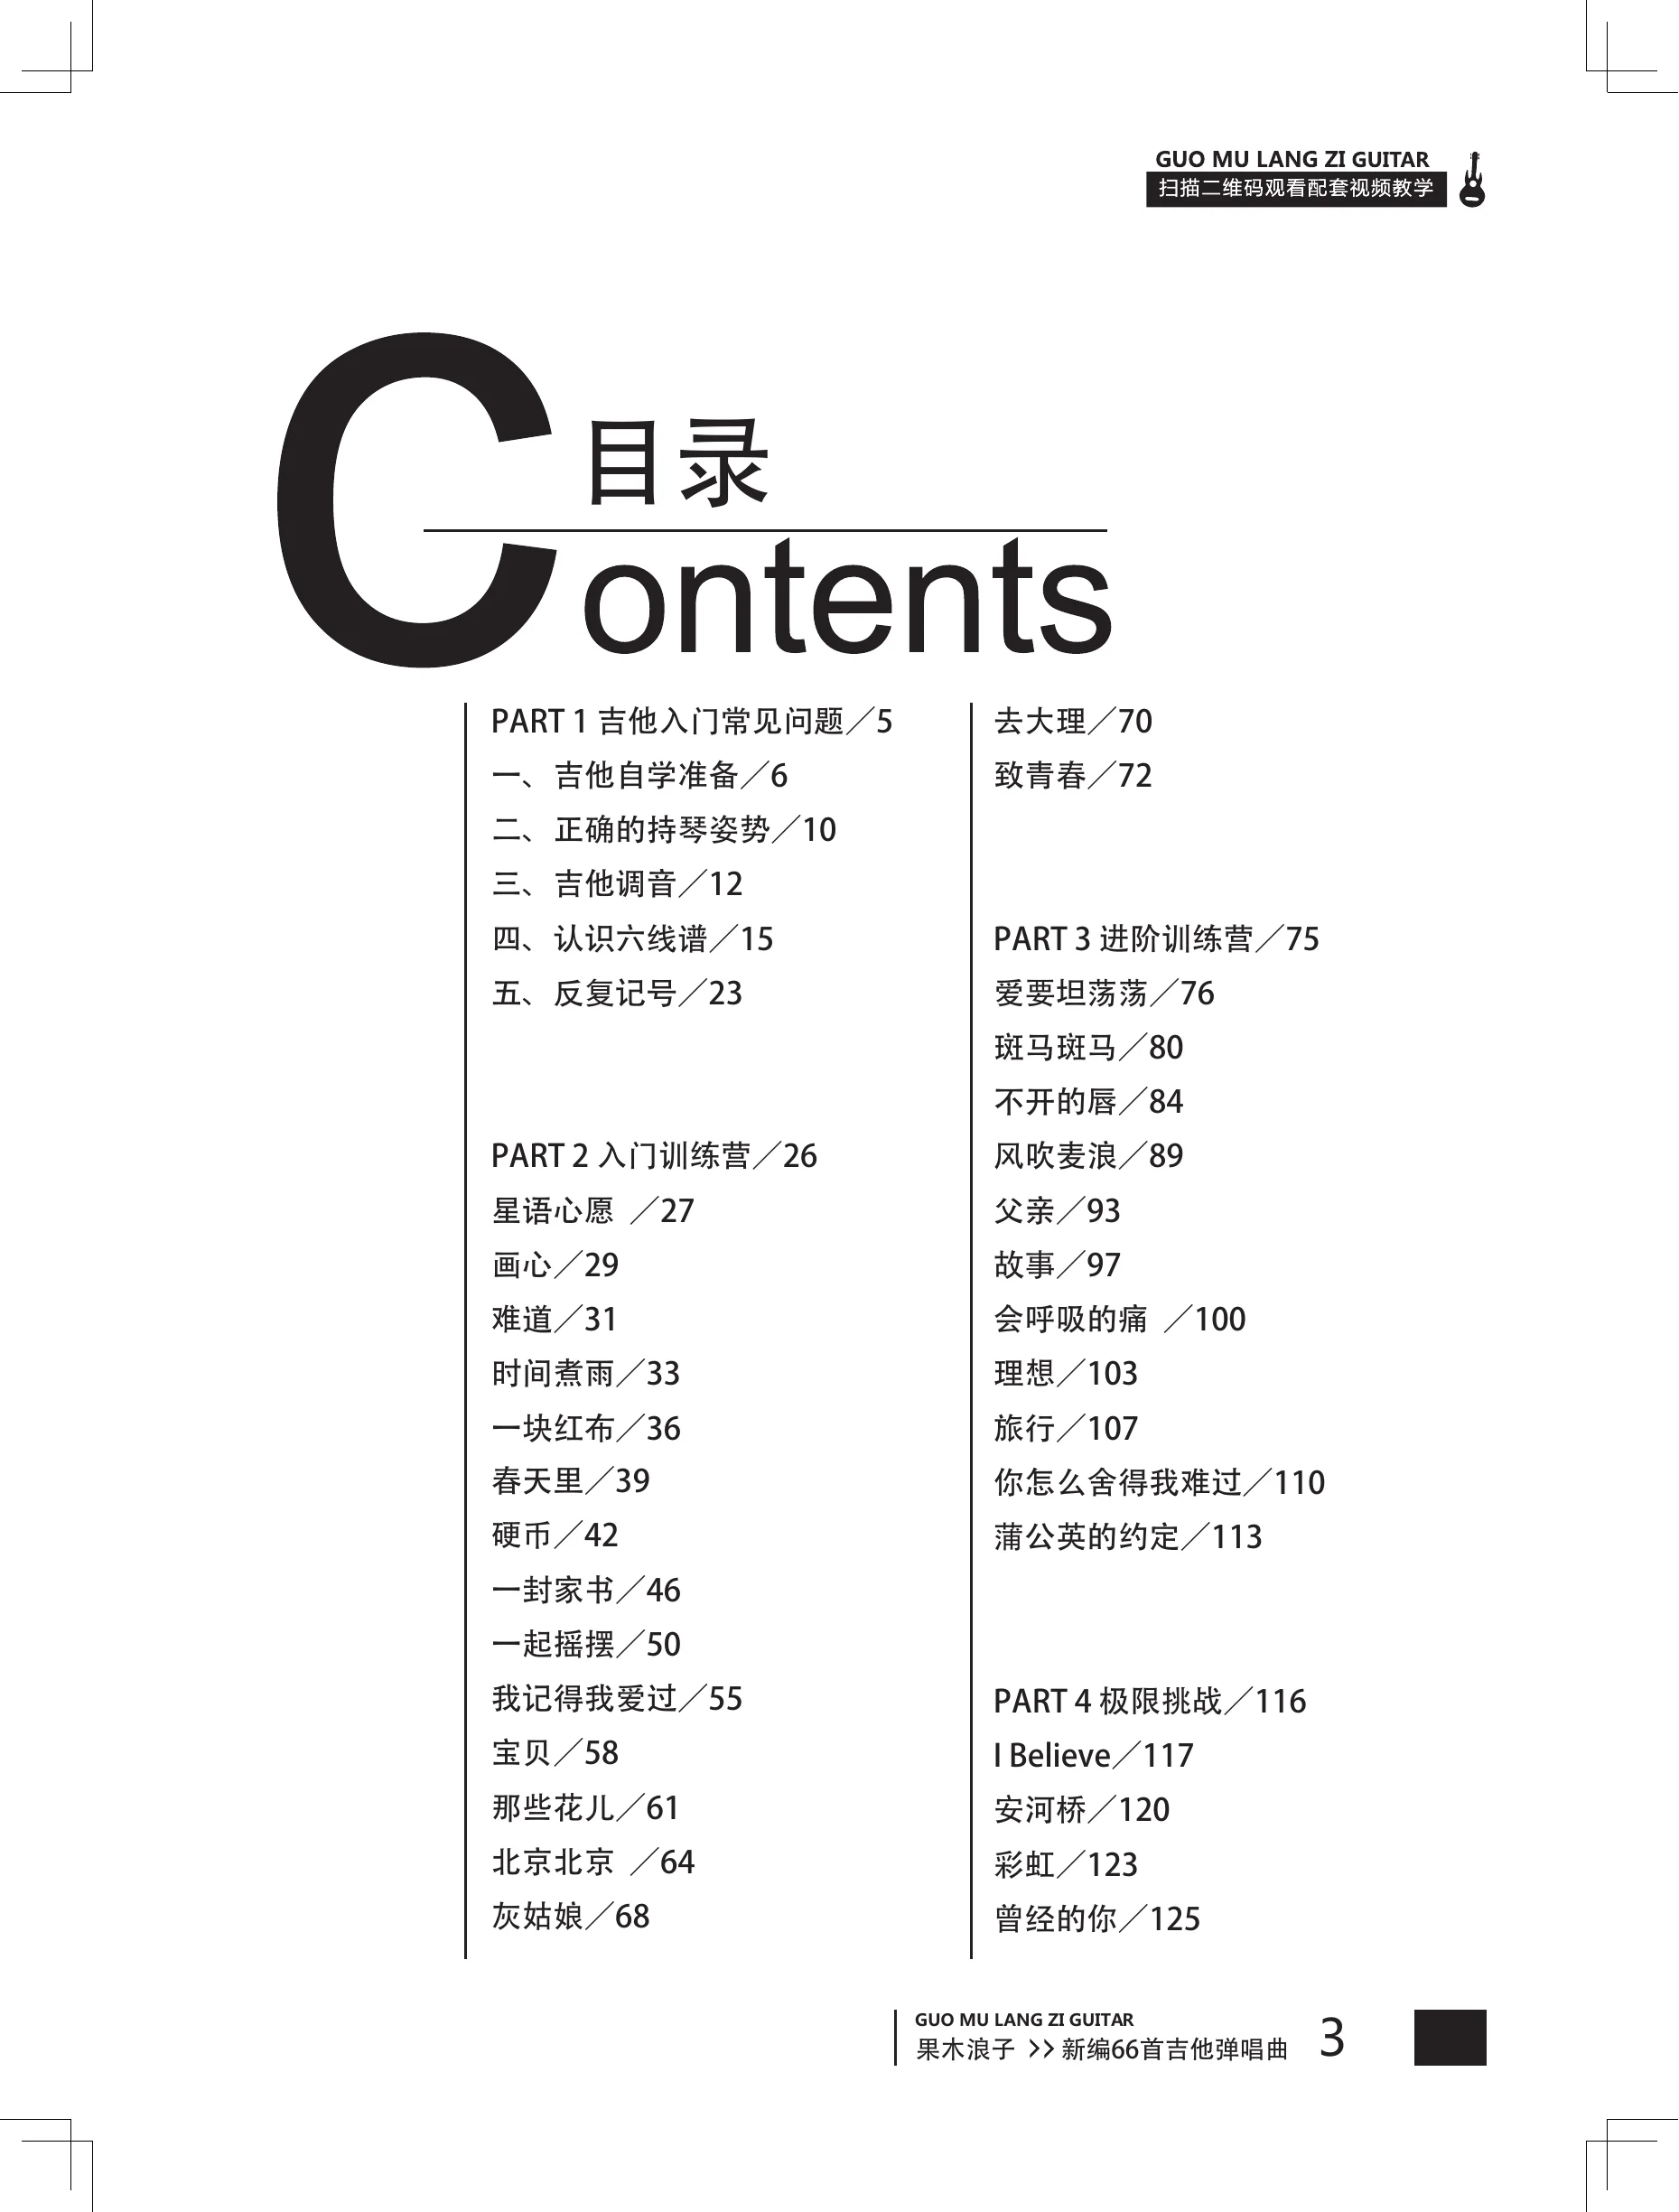 GUO MU LANG ZI GUITAR
扫描二维码观看配套视频教学
目录
Contents
PART 1 吉他入门常见问题／5
一、吉他自学准备／6
二、正确的持琴姿势／10
三、吉他调音／12
四、认识六线谱／15
五、反复记号／23
PART 2 入门训练营／26
星语心愿 ／27
画心／29
难道／31
时间煮雨／33
一块红布／36
春天里／39
硬币／42
一封家书／46
一起摇摆／50
我记得我爱过／55
宝贝／58
那些花儿／61
北京北京 ／64
灰姑娘／68
去大理／70
致青春／72
PART 3 进阶训练营／75
爱要坦荡荡／76
斑马斑马／80
不开的唇／84
风吹麦浪／89
父亲／93
故事／97
会呼吸的痛 ／100
理想／103
旅行／107
你怎么舍得我难过／110
蒲公英的约定／113
PART 4 极限挑战／116
I Believe／117
安河桥／120
彩虹／123
曾经的你／125
GUO MU LANG ZI GUITAR
果木浪子 >> 新编66首吉他弹唱曲
3